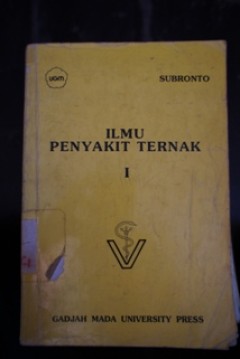 UGM
SUBRONTO
ILMU
PENYAKIT TERNAK
I
V
GADJAH MADA UNIVERSITY PRESS